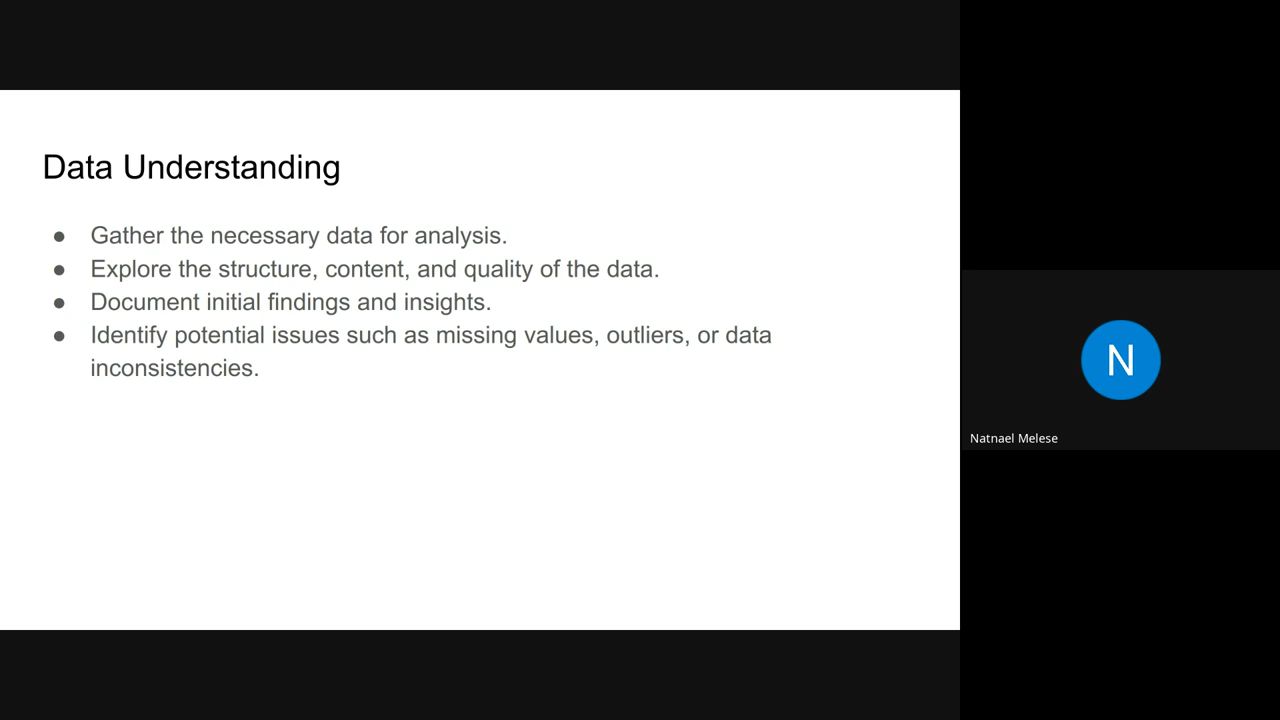 Data Understanding
● Gather the necessary data for analysis.
● Explore the structure, content, and quality of the data.
● Document initial findings and insights.
● Identify potential issues such as missing values, outliers, or data
inconsistencies.
N
Natnael Melese